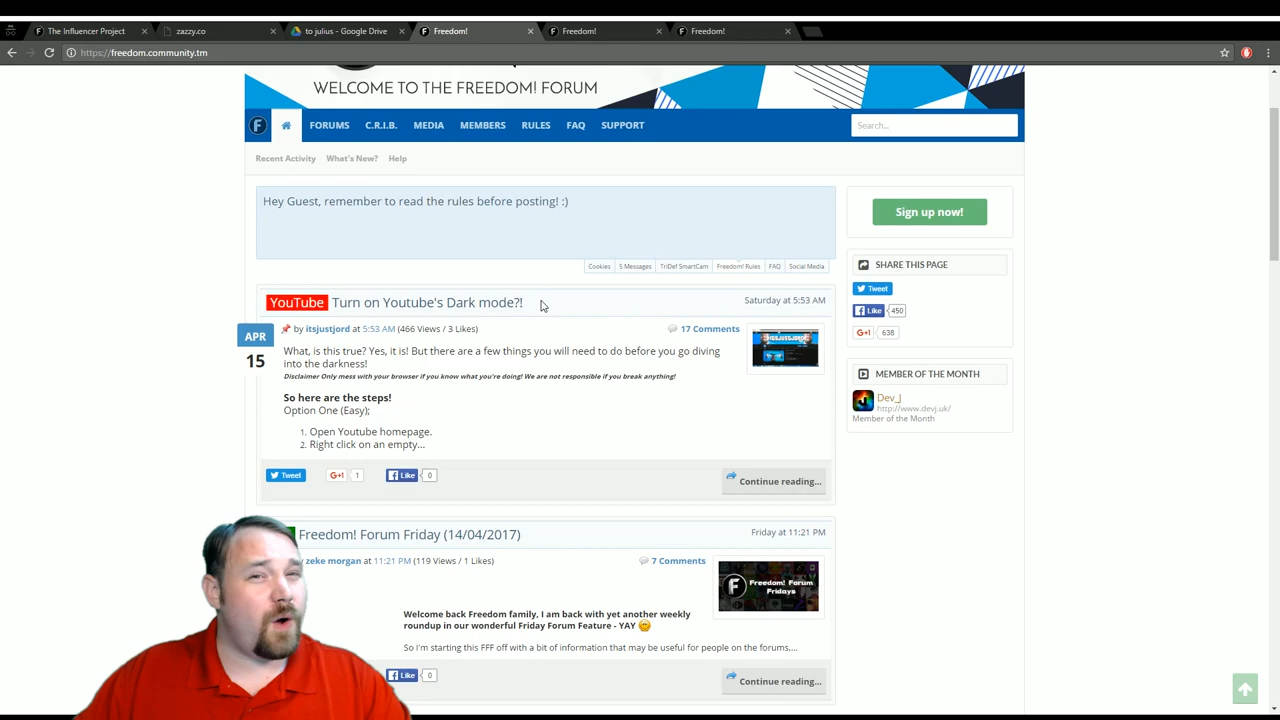 The Influencer Project
zazzy.co
to julius - Google Drive
Freedom!
Freedom!
Freedom!
https://freedom.community.tm
WELCOME TO THE FREEDOM! FORUM
F FORUMS C.R.I.B. MEDIA MEMBERS RULES FAQ SUPPORT
Search...
Recent Activity What's New? Help
Hey Guest, remember to read the rules before posting! :)
Cookies 5 Messages TriDef SmartCam Freedom! Rules FAQ Social Media
YouTube Turn on Youtube's Dark mode?!
Saturday at 5:53 AM
APR
15
by itsjustjord at 5:53 AM (466 Views / 3 Likes)
17 Comments
What, is this true? Yes, it is! But there are a few things you will need to do before you go diving
into the darkness!
Disclaimer Only mess with your browser if you know what you're doing! We are not responsible if you break anything!
So here are the steps!
Option One (Easy);
1. Open Youtube homepage.
2. Right click on an empty...
Tweet G+1 1 Like 0
Continue reading...
Freedom! Forum Friday (14/04/2017)
Friday at 11:21 PM
zeke morgan at 11:21 PM (119 Views / 1 Likes)
7 Comments
Freedom! Forum
Fridays
Welcome back Freedom family, I am back with yet another weekly
roundup in our wonderful Friday Forum Feature - YAY
So I'm starting this FFF off with a bit of information that may be useful for people on the forums,...
Like 0
Continue reading...
Sign up now!
SHARE THIS PAGE
Tweet
Like 450
G+1 638
MEMBER OF THE MONTH
Dev_J
http://www.devj.uk/
Member of the Month